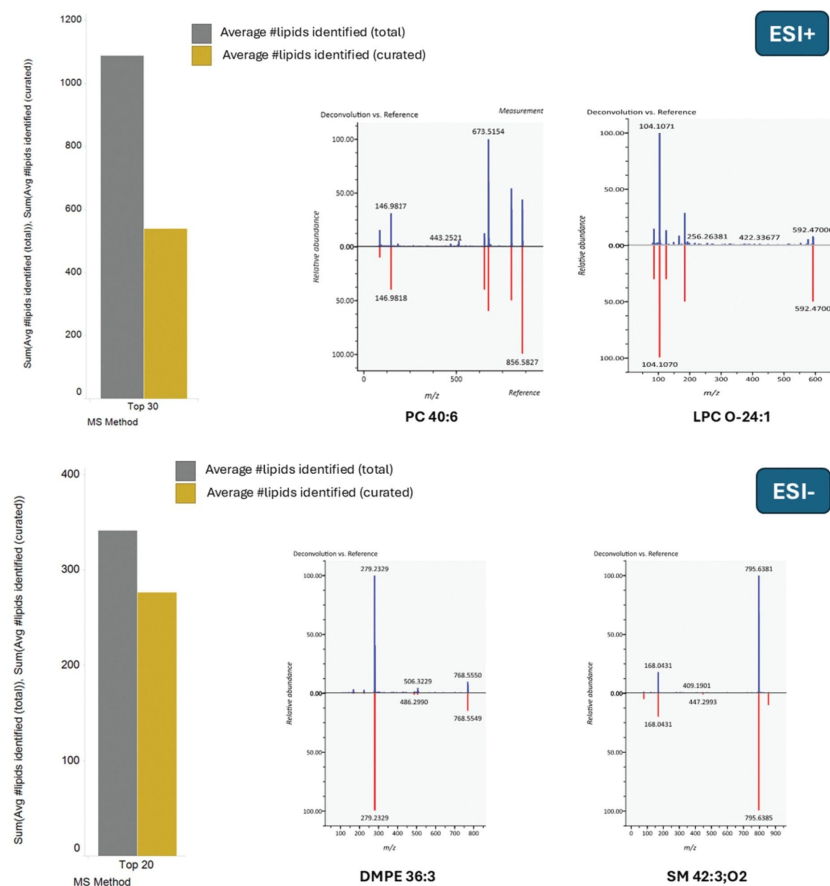 Average #lipids identified (total)
Average #lipids identified (curated)
ESI+
Sum(Avg #lipids identified (total)), Sum(Avg #lipids identified (curated))
1200
1000
800
600
400
200
0
Top 30
MS Method
Measurement
Deconvolution vs. Reference
673.5154
100.00
50.00
0.00
50.00
100.00
Relative abundance
146.9817
443.2521
146.9818
856.5827
0
500
m/z
Reference
PC 40:6
Deconvolution vs. Reference
104.1071
100.00
50.00
0.00
50.00
100.00
Relative abundance
256.26381
422.33677
592.4700
104.1070
100
200
300
400
500
600
m/z
LPC O-24:1
Average #lipids identified (total)
Average #lipids identified (curated)
ESI-
Sum(Avg #lipids identified (total)), Sum(Avg #lipids identified (curated))
400
300
200
100
0
Top 20
MS Method
Deconvolution vs. Reference
279.2329
100.00
50.00
0.00
50.00
100.00
Relative abundance
506.3229
768.5550
486.2990
768.5549
279.2329
100 200 300 400 500 600 700 800
m/z
DMPE 36:3
Deconvolution vs. Reference
795.6381
100.00
50.00
0.00
50.00
100.00
Relative abundance
168.0431
409.1901
168.0431
447.2993
795.6385
100 200 300 400 500 600 700 800 900
m/z
SM 42:3;O2